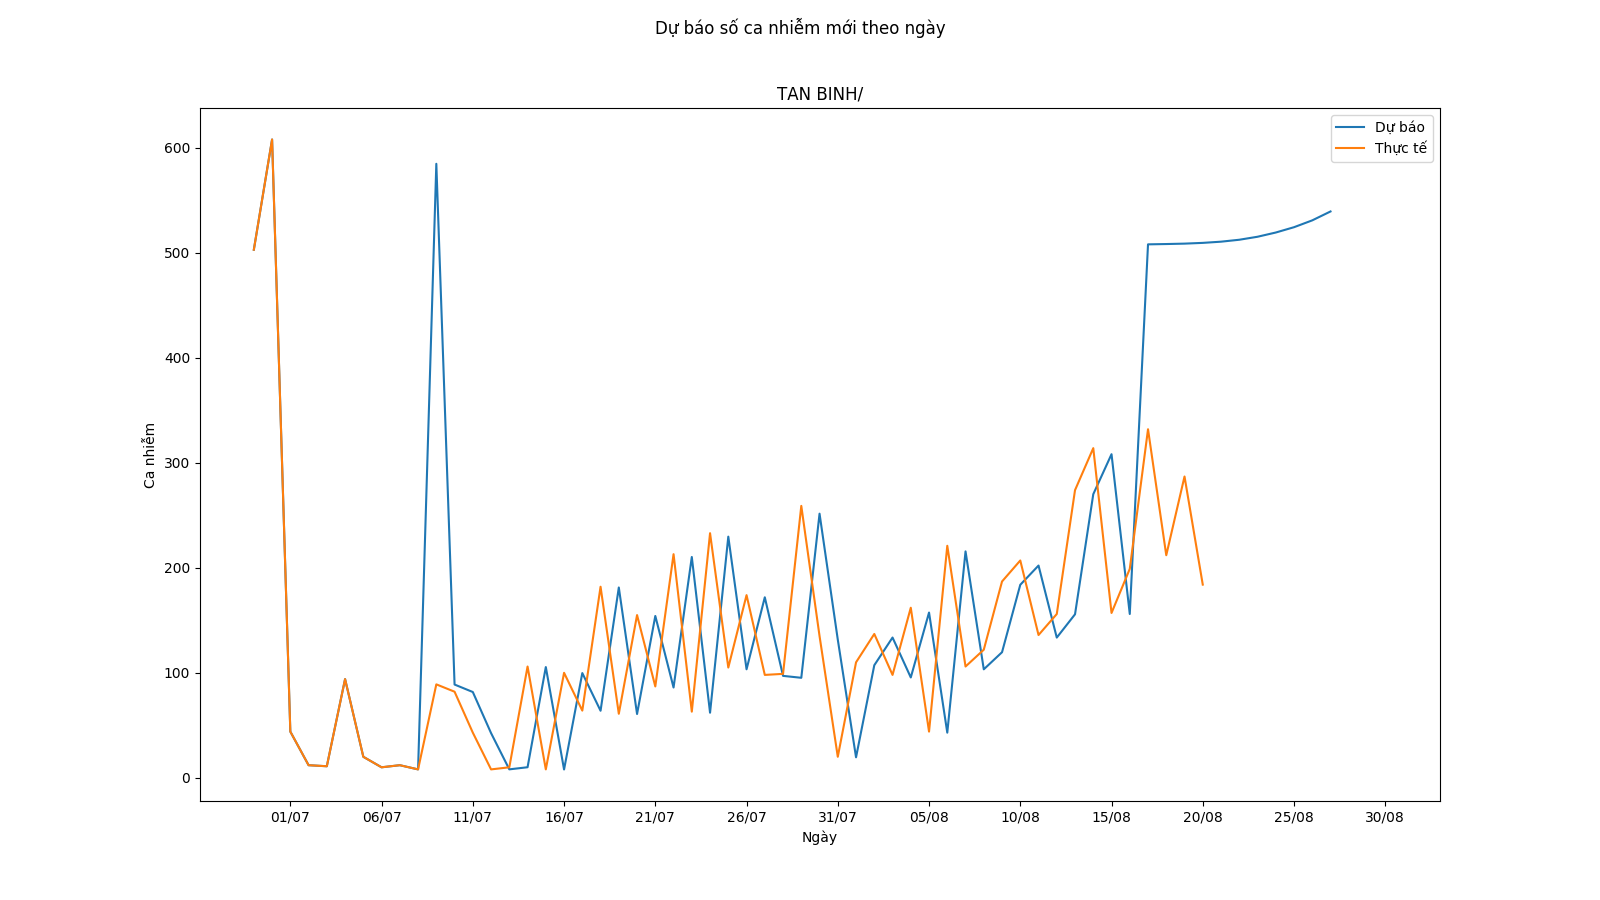 Dự báo số ca nhiễm mới theo ngày
TAN BINH/
Dự báo
Thực tế
600
500
400
300
200
100
0
Ca nhiễm
01/07 06/07 11/07 16/07 21/07 26/07 31/07 05/08 10/08 15/08 20/08 25/08 30/08
Ngày